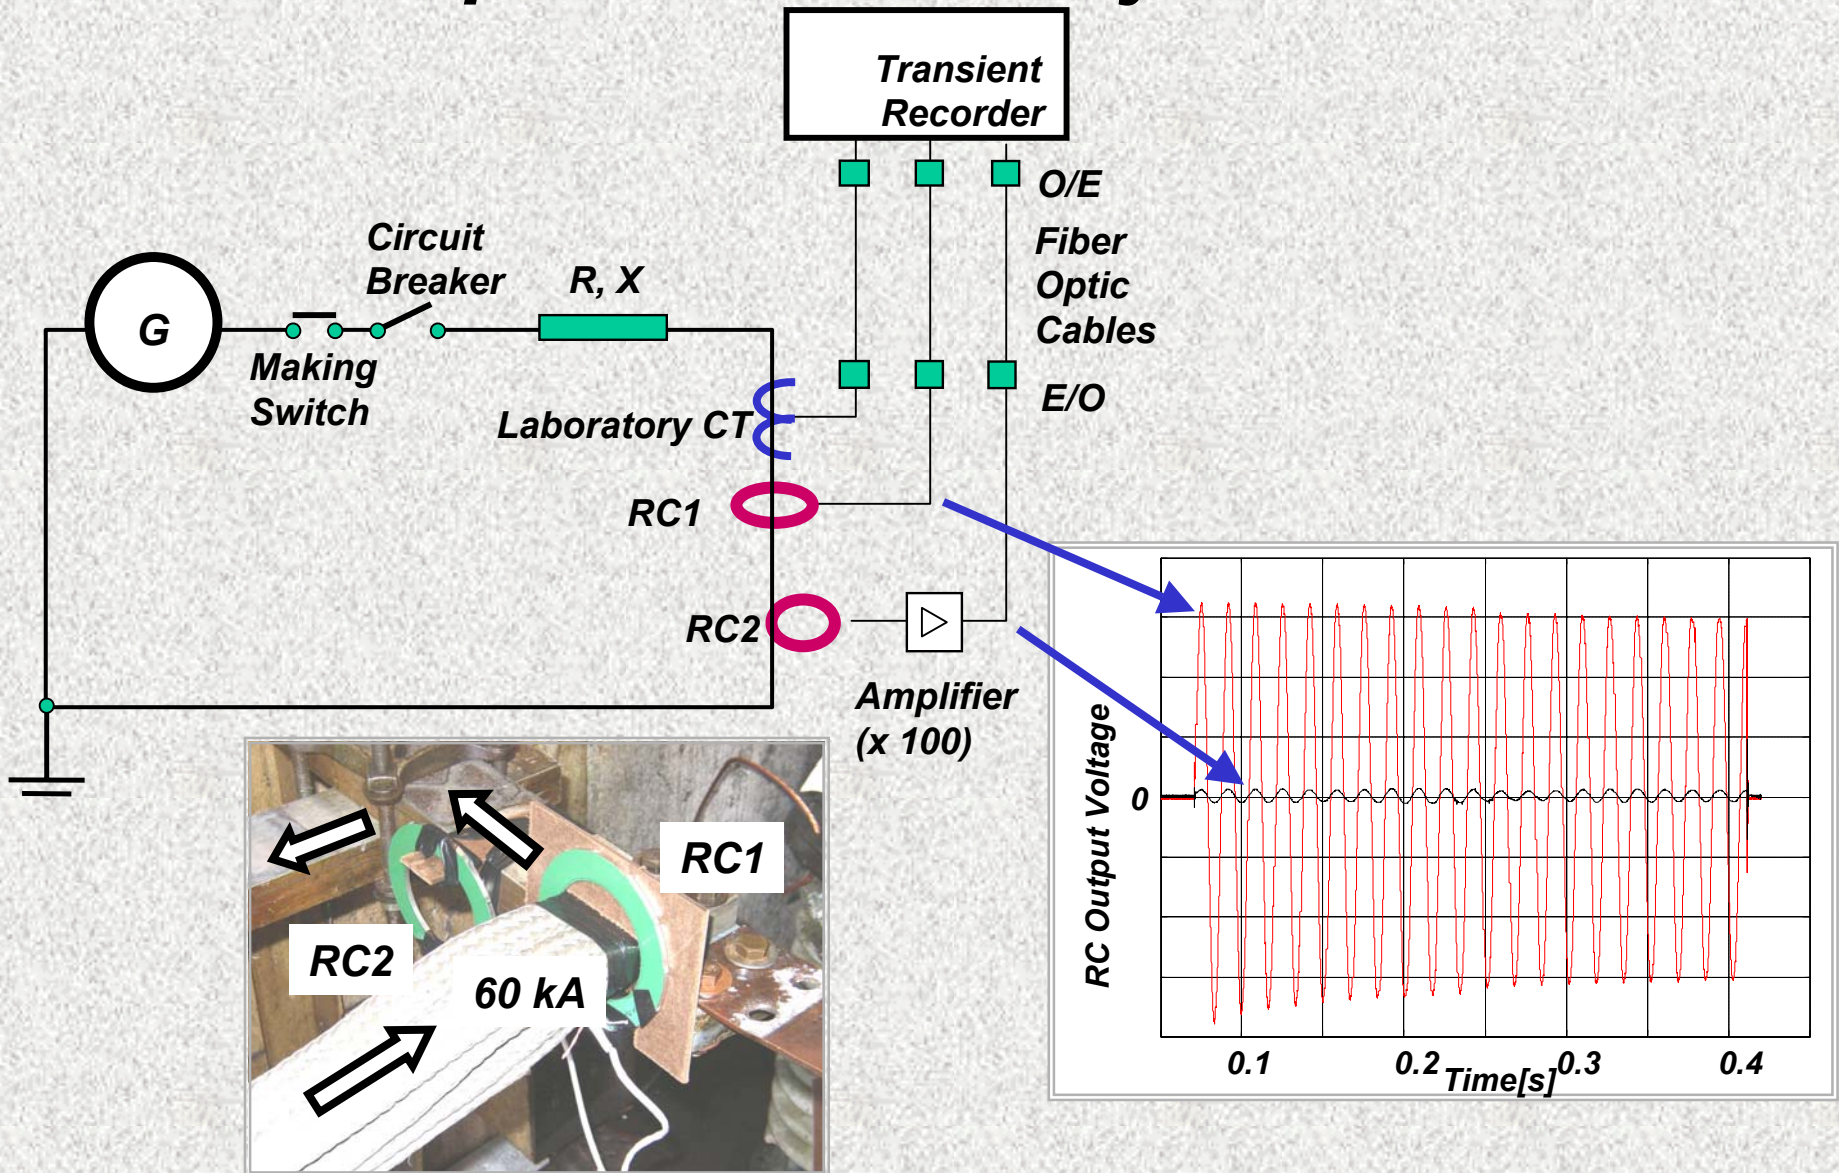 Transient
Recorder
O/E
Fiber
Optic
Cables
E/O
Circuit
Breaker
R, X
G
Making
Switch
Laboratory CT
RC1
RC2
Amplifier
(x 100)
RC1
RC2
60 kA
RC Output Voltage
0
0.1
0.2
0.3
0.4
Time[s]